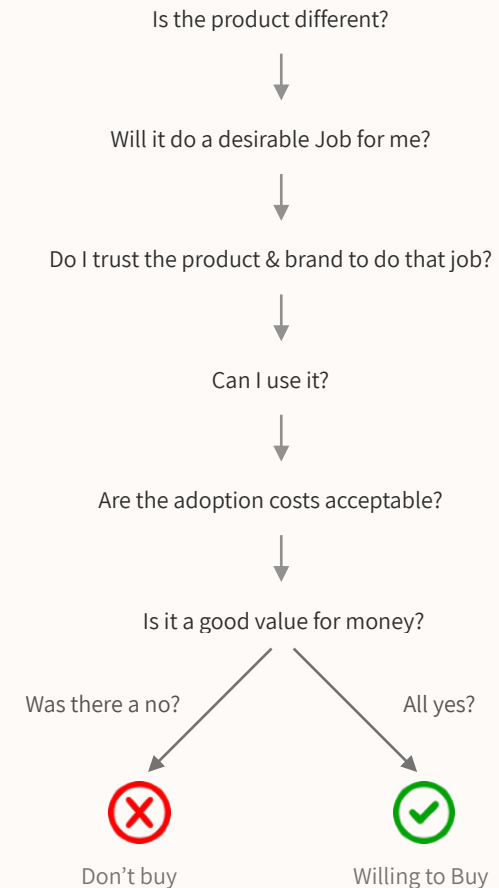 Is the product different?
Will it do a desirable Job for me?
Do I trust the product & brand to do that job?
Can I use it?
Are the adoption costs acceptable?
Is it a good value for money?
Was there a no?
All yes?
Don’t buy
Willing to Buy